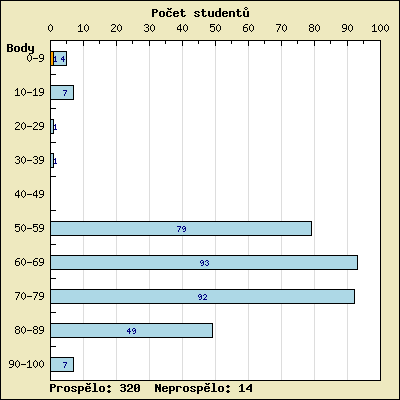 Počet studentů
0 10 20 30 40 50 60 70 80 90 100
Body
0-9 1 4
10-19 7
20-29 1
30-39 1
40-49
50-59 79
60-69 93
70-79 92
80-89 49
90-100 7
Prospělo: 320 Neprospělo: 14